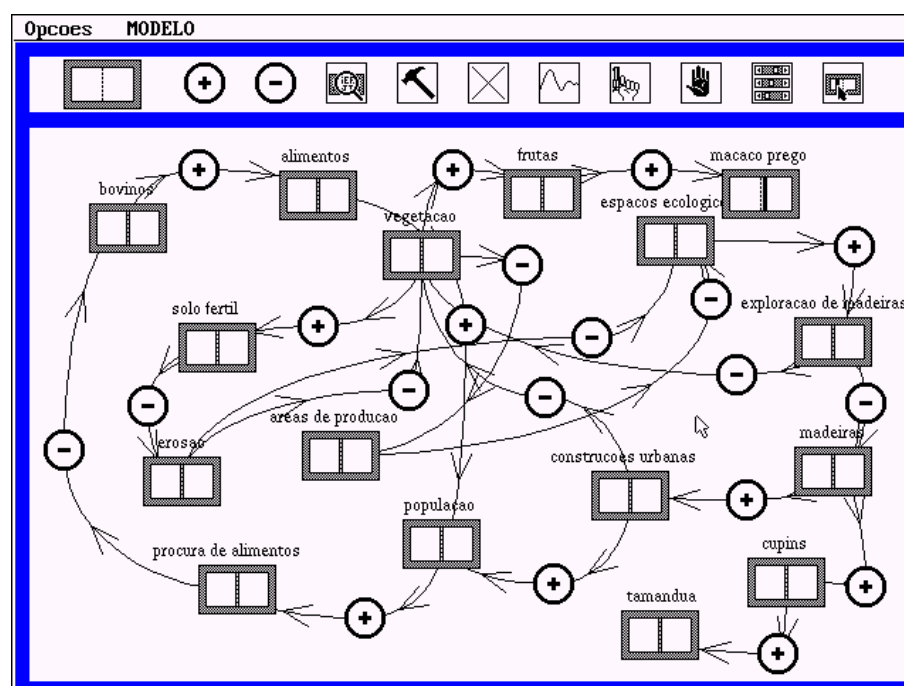 Opcoes MODELO
alimentos
frutas
macaco prego
bovinos
espacos ecologico
vegetacao
solo fertil
exploracao de madeiras
areas de producao
erosao
construcoes urbanas
madeiras
populacao
procura de alimentos
cupins
tamandua